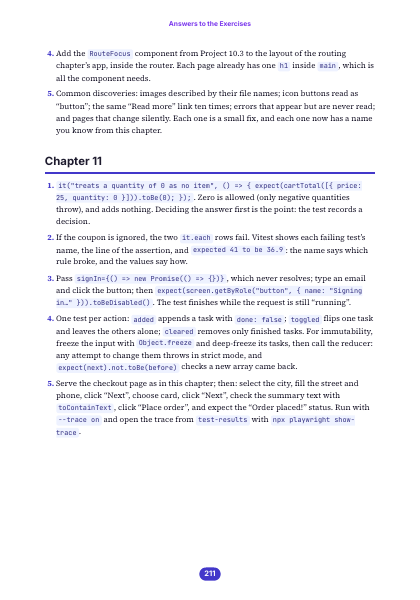 Answers to the Exercises
4. Add the RouteFocus component from Project 10.3 to the layout of the routing
chapter's app, inside the router. Each page already has one h1 inside main , which is
all the component needs.
5. Common discoveries: images described by their file names; icon buttons read as
"button"; the same "Read more" link ten times; errors that appear but are never read;
and pages that change silently. Each one is a small fix, and each one now has a name
you know from this chapter.
Chapter 11
1. it("treats a quantity of 0 as no item", () => { expect(cartTotal([{ price:
25, quantity: 0 }])).toBe(0); }); . Zero is allowed (only negative quantities
throw), and adds nothing. Deciding the answer first is the point: the test records a
decision.
2. If the coupon is ignored, the two it.each rows fail. Vitest shows each failing test's
name, the line of the assertion, and expected 41 to be 36.9 : the name says which
rule broke, and the values say how.
3. Pass signIn={() => new Promise(() => {})} , which never resolves; type an email
and click the button; then expect(screen.getByRole("button", { name: "Signing
in…" })).toBeDisabled() . The test finishes while the request is still "running".
4. One test per action: added appends a task with done: false ; toggled flips one task
and leaves the others alone; cleared removes only finished tasks. For immutability,
freeze the input with Object.freeze and deep-freeze its tasks, then call the reducer:
any attempt to change them throws in strict mode, and
expect(next).not.toBe(before) checks a new array came back.
5. Serve the checkout page as in this chapter; then: select the city, fill the street and
phone, click "Next", choose card, click "Next", check the summary text with
toContainText , click "Place order", and expect the "Order placed!" status. Run with
--trace on and open the trace from test-results with npx playwright show-
trace .
211